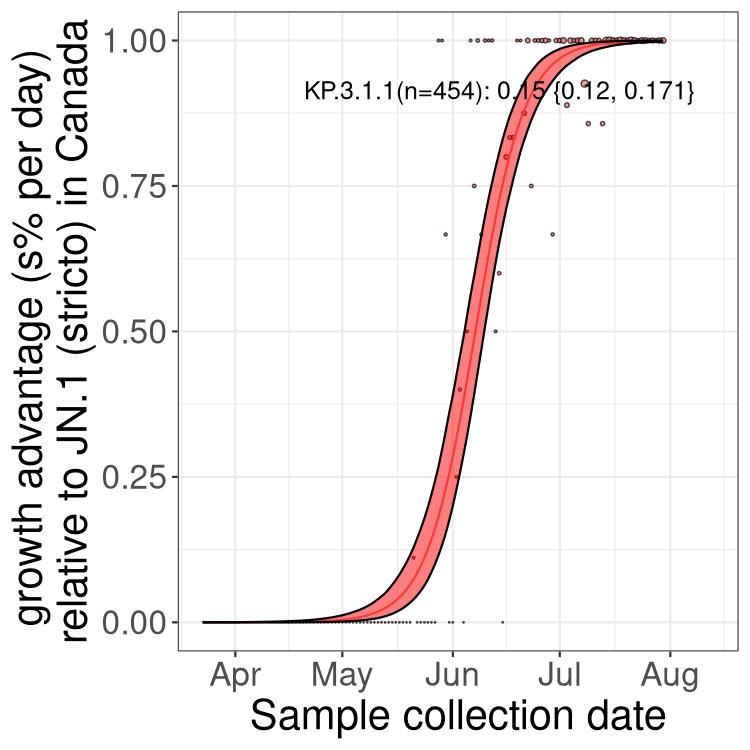 growth advantage (s% per day)
relative to JN.1 (stricto) in Canada
1.00
0.75
0.50
0.25
0.00
KP.3.1.1(n=454): 0.15 {0.12, 0.171}
Apr May Jun Jul Aug
Sample collection date